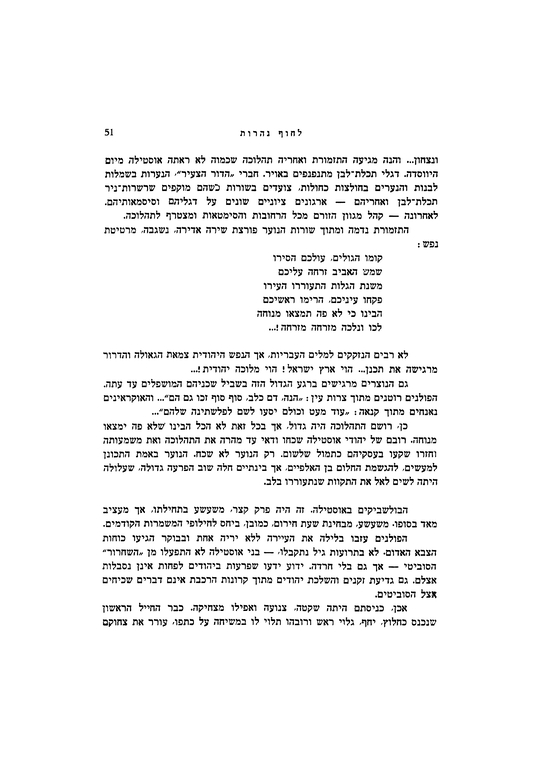 51
לחוף נהרות
ונצחון... והנה מגיעה התזמורת ואחריה תהלוכה שכמוה לא ראתה אוסטילה מיום
היווסדה. דגלי תכלת־לבן מתנפנפים באויר. חברי „הדור הצעיר״, הנערות בשמלות
לבנות והנערים בחולצות כחולות, צועדים בשורות כשהם מוקפים שרשרות־נייר
תכלת־לבן ואחריהם — ארגונים ציוניים שונים על דגליהם וסיסמאותיהם.
לאחרונה — קהל מגוון הזורם מכל הרחובות והסימטאות ומצטרף לתהלוכה.
התזמורת נדמה ומתוך שורות הנוער פורצת שירה אדירה, נשגבה, מרטיטת
נפש :
קומו הגולים, עולכם הסירו
שמש האביב זרחה עליכם
משנת הגלות התעוררו העירו
פקחו עיניכם, הרימו ראשיכם
הבינו כי לא פה תמצאו מנוחה
לכו ונלכה מזרחה מזרחה !...
לא רבים הנזקקים למלים העבריות, אך הנפש היהודית צמאת הגאולה והדרור
מרגישה את תכנן... הוי ארץ ישראל ! הוי מלוכה יהודית !...
גם הנוצרים מרגישים ברגע הגדול הזה בשביל שכניהם המושפלים עד עתה.
הפולנים רוטנים מתוך צרות עין : „הנה, דם כלב, סוף סוף זכו גם הם״... והאוקראינים
נאנחים מתוך קנאה : „עוד מעט וכולם יסעו לשם לפלשתינה שלהם״...
כן, רושם התהלוכה היה גדול, אך בכל זאת לא הכל הבינו שלא פה ימצאו
מנוחה. רובם של יהודי אוסטילה שכחו ודאי עד מהרה את התהלוכה ואת משמעותה
וחזרו שקעו בעסקיהם כתמול שלשום. רק הנוער לא שכח. הנוער באמת התכונן
למעשים, להגשמת החלום בן האלפיים, אך בינתיים חלה שוב הפרעה גדולה, שעלולה
היתה לשים לאל את התקוות שנתעוררו בלב.
הבולשביקים באוסטילה. זה היה פרק קצר, משעשע בתחילתו, אך מעציב
מאד בסופו. משעשע, מבחינת שעת חירום, כמובן, ביחס לחילופי המשמרות הקודמים.
הפולנים עזבו בלילה את העיירה ללא יריה אחת ובבוקר הגיעו כוחות
הצבא האדום. לא בתרועות גיל נתקבלו, — בני אוסטילה לא התפעלו מן „השחרור״
הסוביטי — אך גם בלי חרדה. ידוע ידעו שפרעות ביהודים לפחות אינן נסבלות
אצלם. גם גדיעת זקנים והשלכת יהודים מתוך קרונות הרכבת אינם דברים שכיחים
אצל הסוביטים.
אכן, כניסתם היתה שקטה, צנועה ואפילו מצחיקה. כבר החייל הראשון
שנכנס כחלוץ, יחף, גלוי ראש ורובהו תלוי לו במשיחה על כתפו, עורר את צחוקם